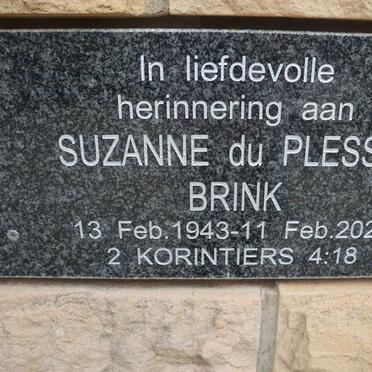 In liefdevolle
herinnering aan
SUZANNE du PLESS
BRINK
13 Feb.1943-11 Feb.202
2 KORINTIERS 4:18